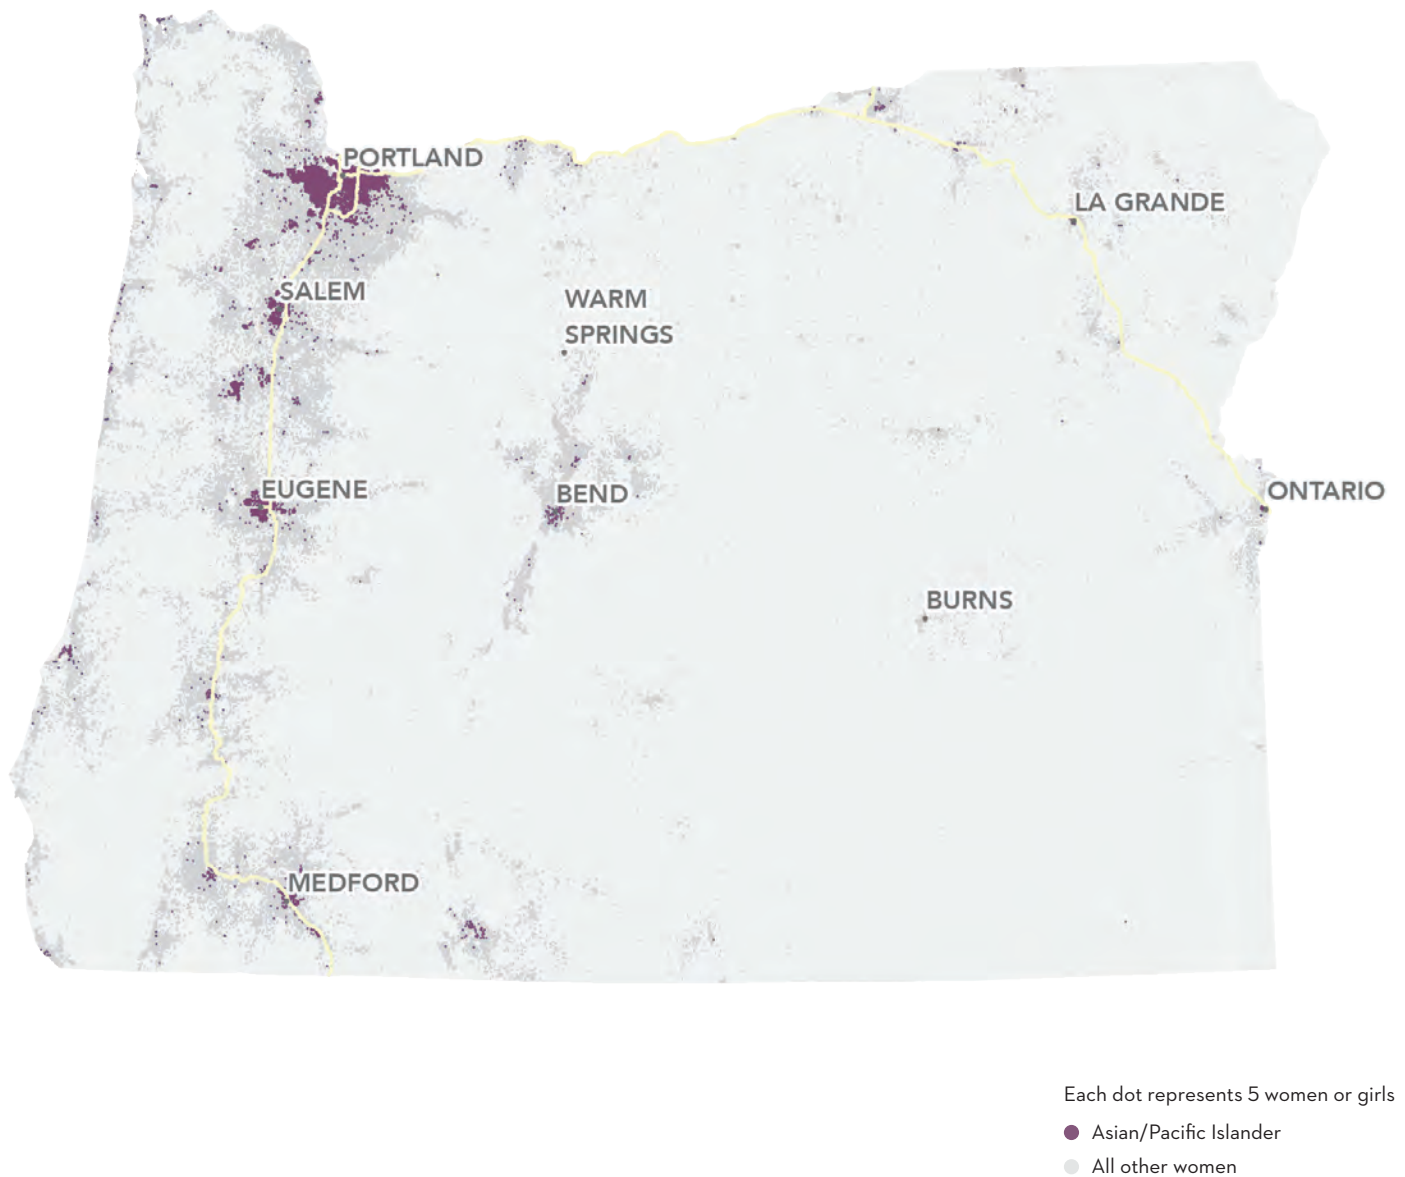 PORTLAND
LA GRANDE
SALEM
WARM
SPRINGS
EUGENE
BEND
ONTARIO
BURNS
MEDFORD
Each dot represents 5 women or girls
Asian/Pacific Islander
All other women